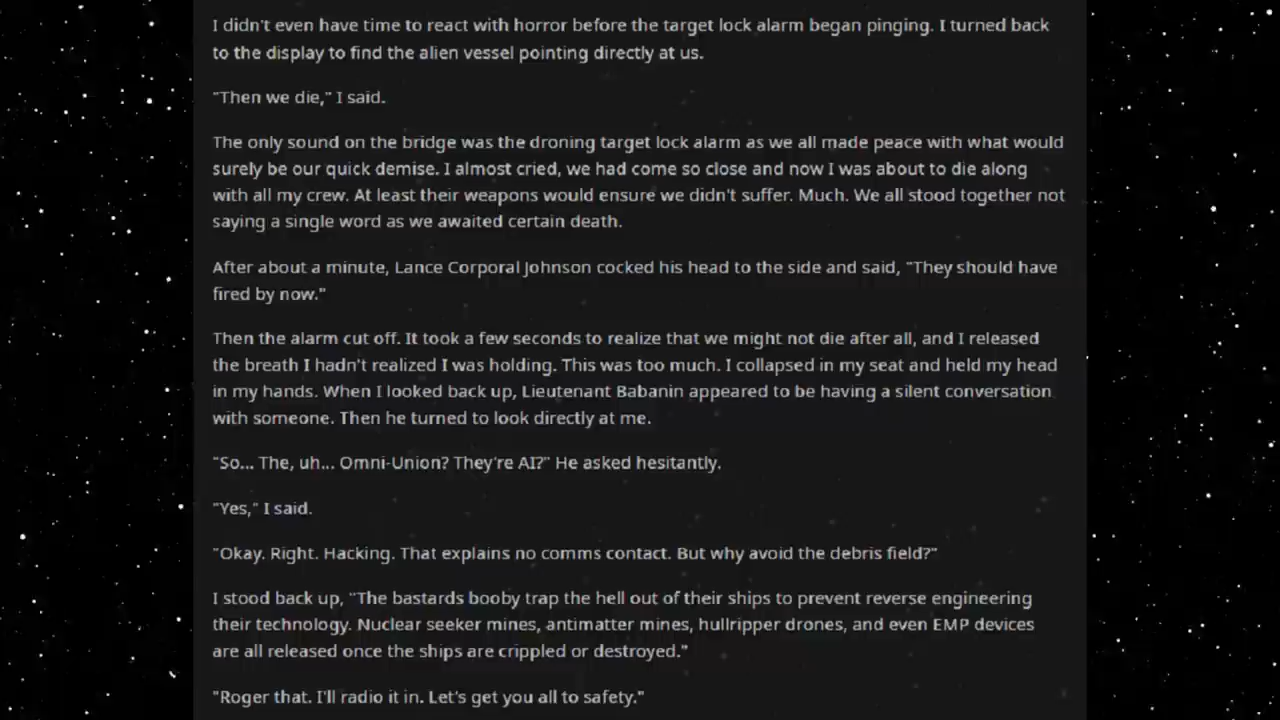 I didn't even have time to react with horror before the target lock alarm began pinging. I turned back
to the display to find the alien vessel pointing directly at us.
"Then we die," I said.
The only sound on the bridge was the droning target lock alarm as we all made peace with what would
surely be our quick demise. I almost cried, we had come so close and now I was about to die along
with all my crew. At least their weapons would ensure we didn't suffer. Much. We all stood together not
saying a single word as we awaited certain death.
After about a minute, Lance Corporal Johnson cocked his head to the side and said, "They should have
fired by now."
Then the alarm cut off. It took a few seconds to realize that we might not die after all, and I released
the breath I hadn't realized I was holding. This was too much. I collapsed in my seat and held my head
in my hands. When I looked back up, Lieutenant Babanin appeared to be having a silent conversation
with someone. Then he turned to look directly at me.
"So... The, uh... Omni-Union? They're AI?" He asked hesitantly.
"Yes," I said.
"Okay. Right. Hacking. That explains no comms contact. But why avoid the debris field?"
I stood back up, "The bastards booby trap the hell out of their ships to prevent reverse engineering
their technology. Nuclear seeker mines, antimatter mines, hullripper drones, and even EMP devices
are all released once the ships are crippled or destroyed."
"Roger that. I'll radio it in. Let's get you all to safety."